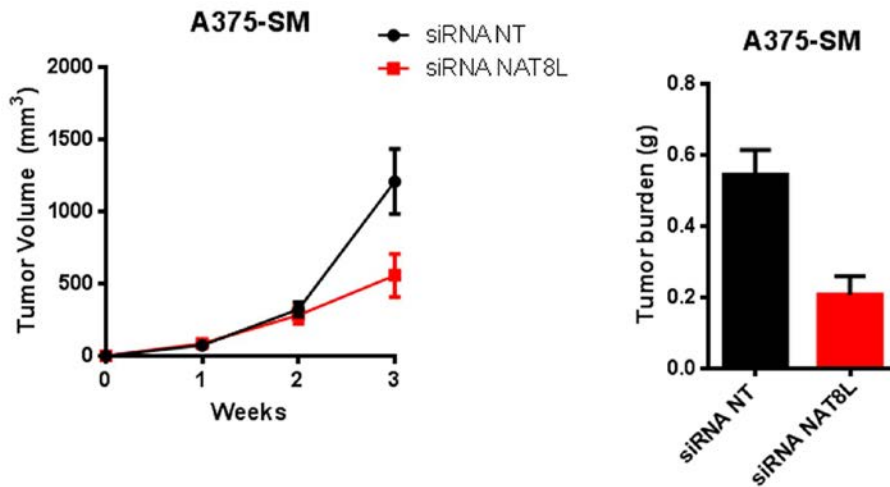 A375-SM
siRNA NT
siRNA NAT8L
Tumor Volume (mm³)
2000
1500
1000
500
0
0 1 2 3
Weeks
A375-SM
Tumor burden (g)
0.8
0.6
0.4
0.2
0.0
siRNA NT
siRNA NAT8L